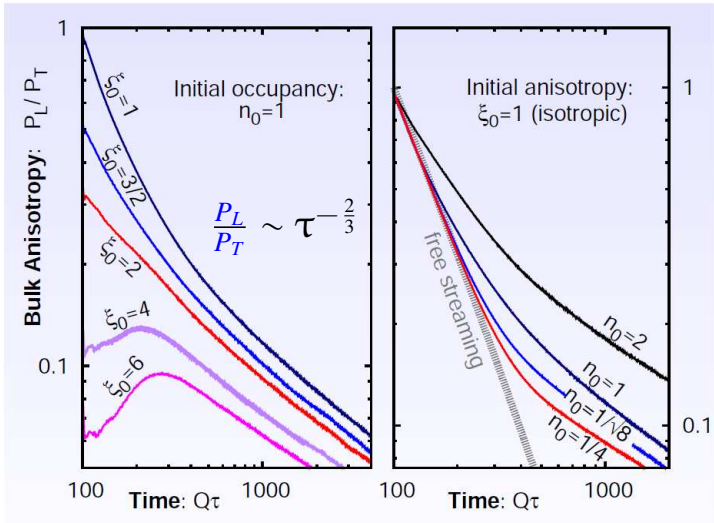 Bulk Anisotropy: P_L / P_T
1
0.1
ξ₀=1
ξ₀=3/2
ξ₀=2
ξ₀=4
ξ₀=6
Initial occupancy:
n₀=1
P_L/P_T ~ τ^{-2/3}
100
1000
Time: Qτ
Initial anisotropy:
ξ₀=1 (isotropic)
free streaming
n₀=2
n₀=1
n₀=1/√8
n₀=1/4
1
0.1
100
1000
Time: Qτ